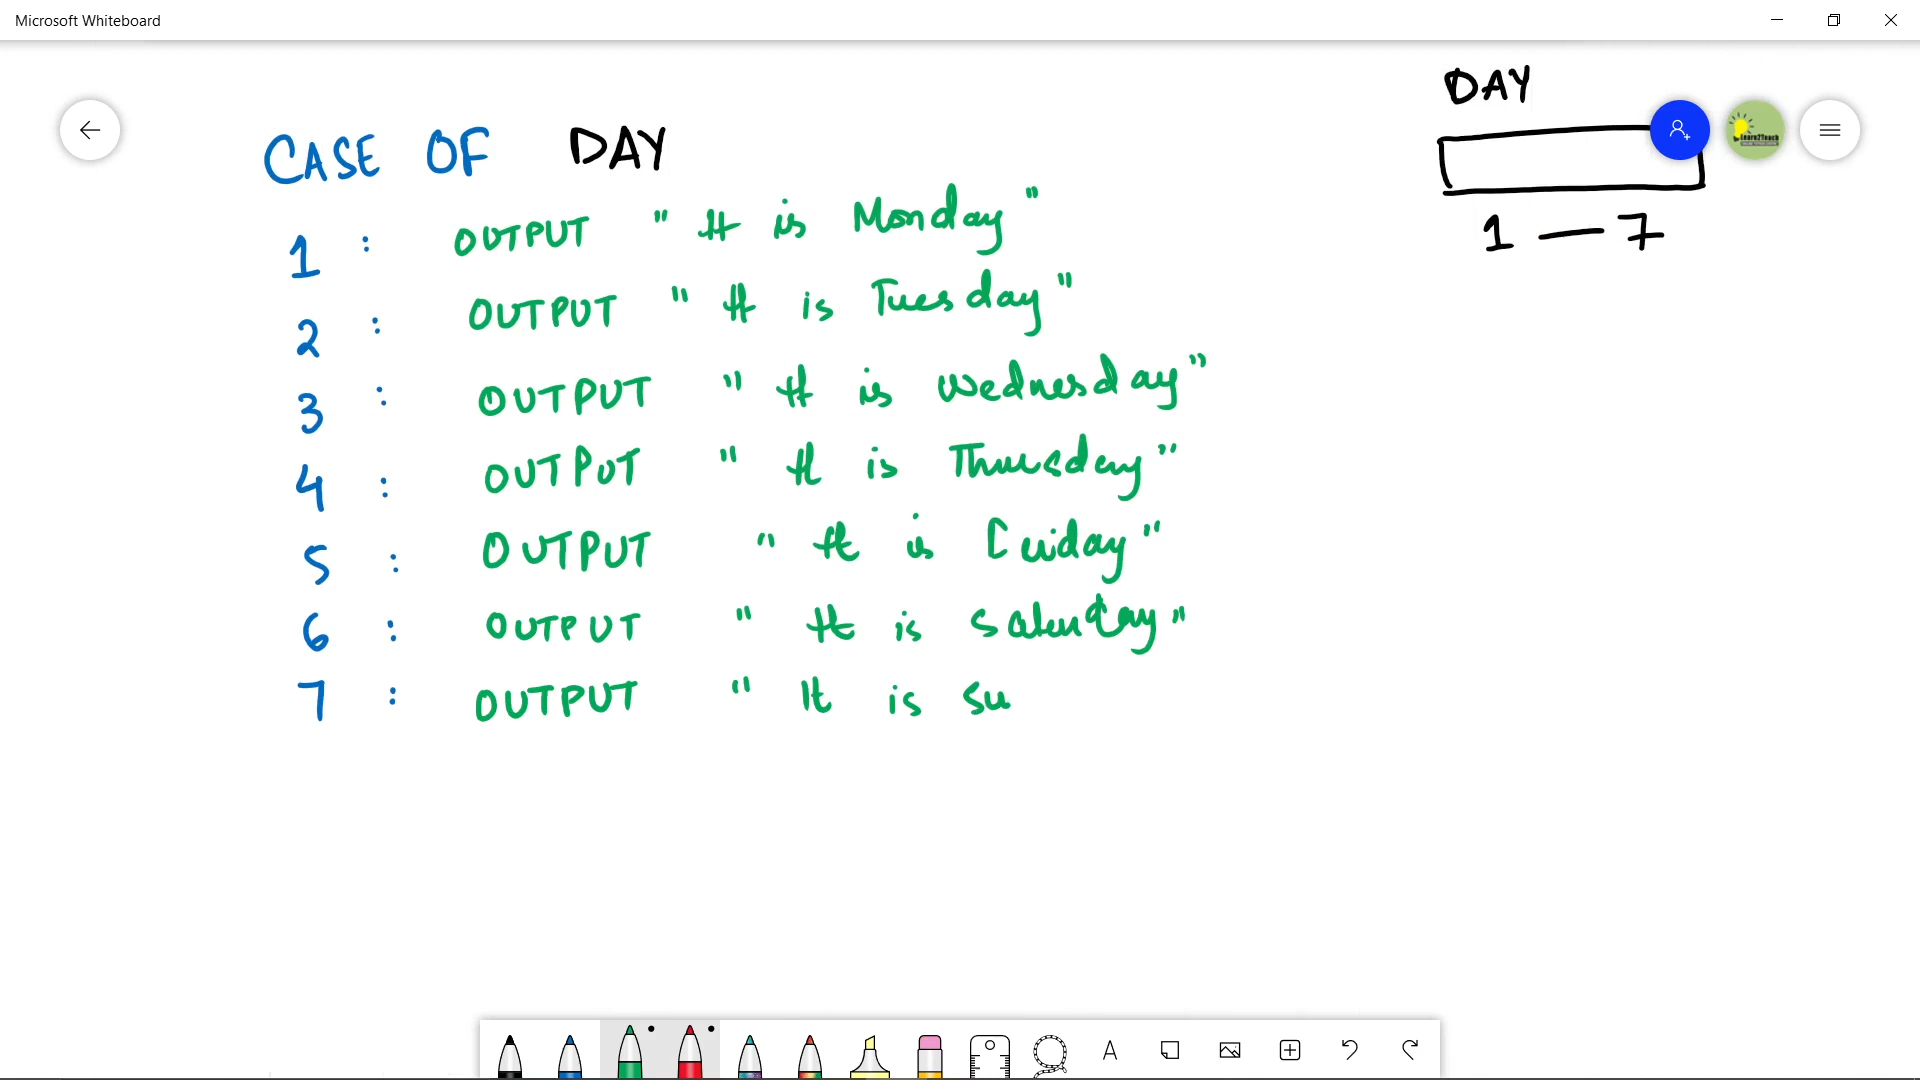 Microsoft Whiteboard
DAY
1 — 7
CASE OF DAY
1 : OUTPUT "It is Monday"
2 : OUTPUT "It is Tuesday"
3 : OUTPUT "It is Wednesday"
4 : OUTPUT "It is Thursday"
5 : OUTPUT "It is Friday"
6 : OUTPUT "It is Saturday"
7 : OUTPUT "It is Su
Learn2Teach